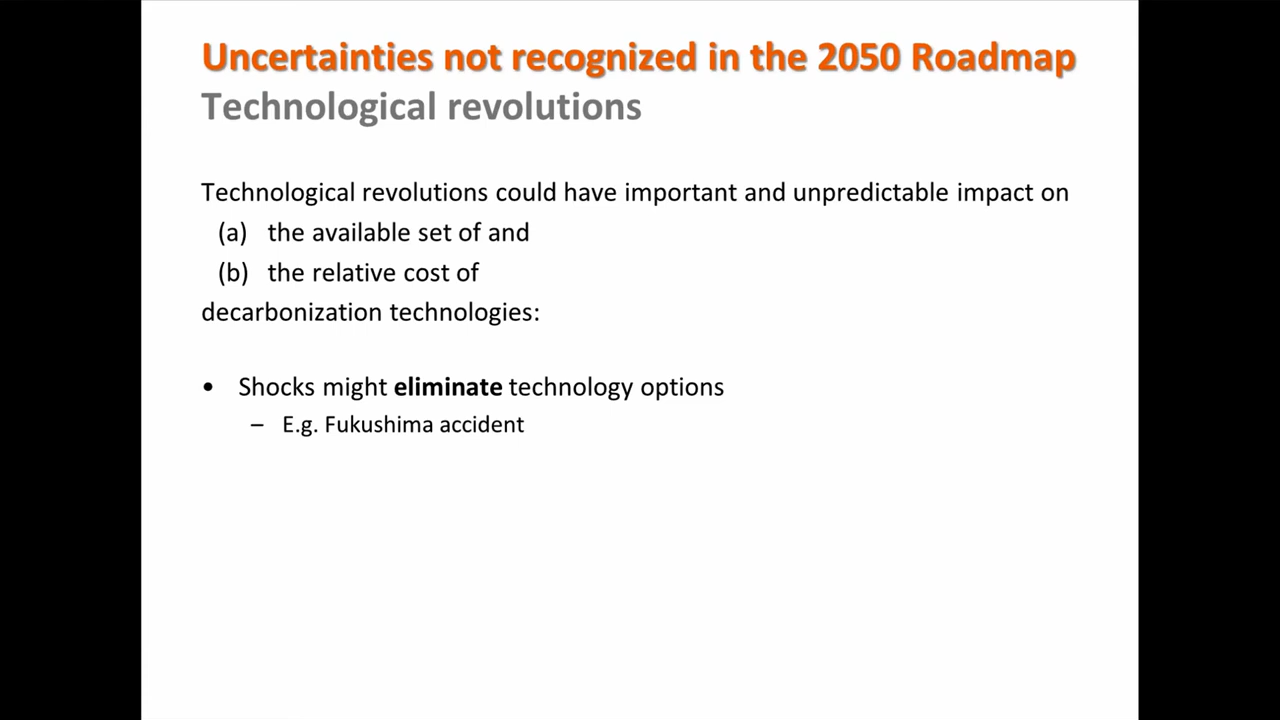 Uncertainties not recognized in the 2050 Roadmap
Technological revolutions
Technological revolutions could have important and unpredictable impact on
(a) the available set of and
(b) the relative cost of
decarbonization technologies:
• Shocks might eliminate technology options
– E.g. Fukushima accident